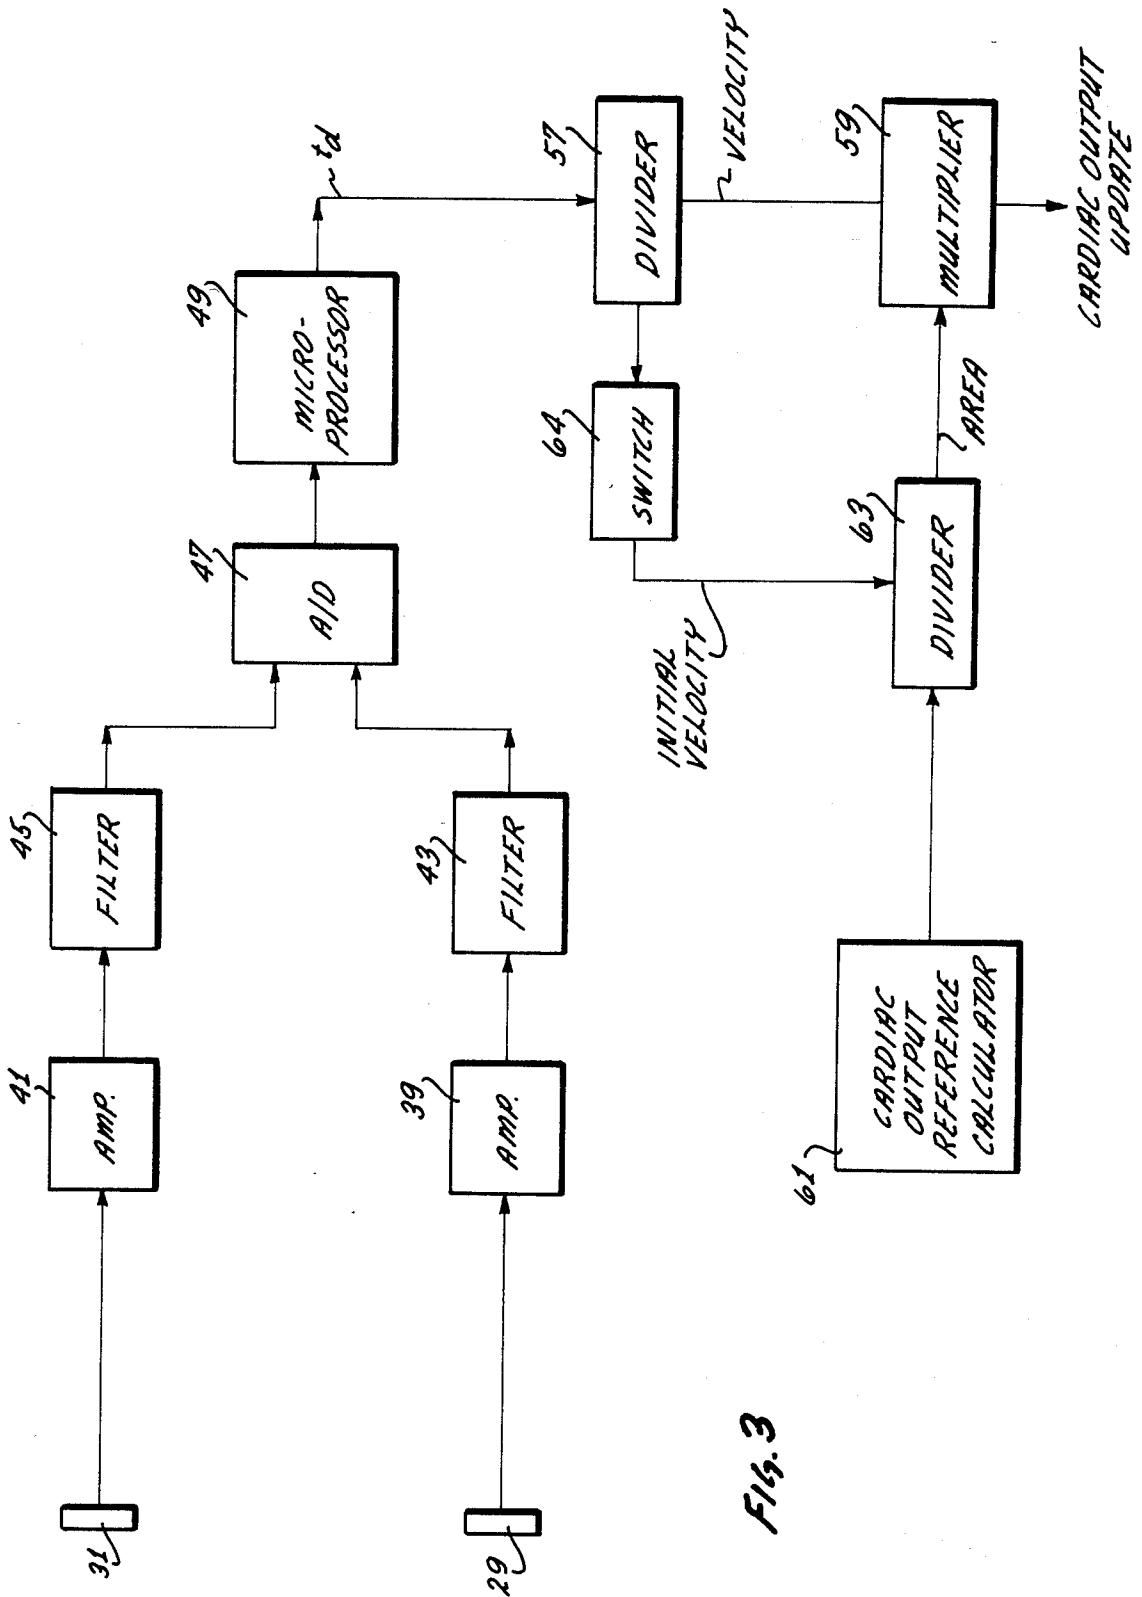 31
41
AMP.
45
FILTER
47
A/D
49
MICRO-
PROCESSOR
td
29
39
AMP.
43
FILTER
57
DIVIDER
64
SWITCH
VELOCITY
INITIAL
VELOCITY
61
CARDIAC
OUTPUT
REFERENCE
CALCULATOR
63
DIVIDER
AREA
59
MULTIPLIER
CARDIAC OUTPUT
UPDATE
FIG. 3